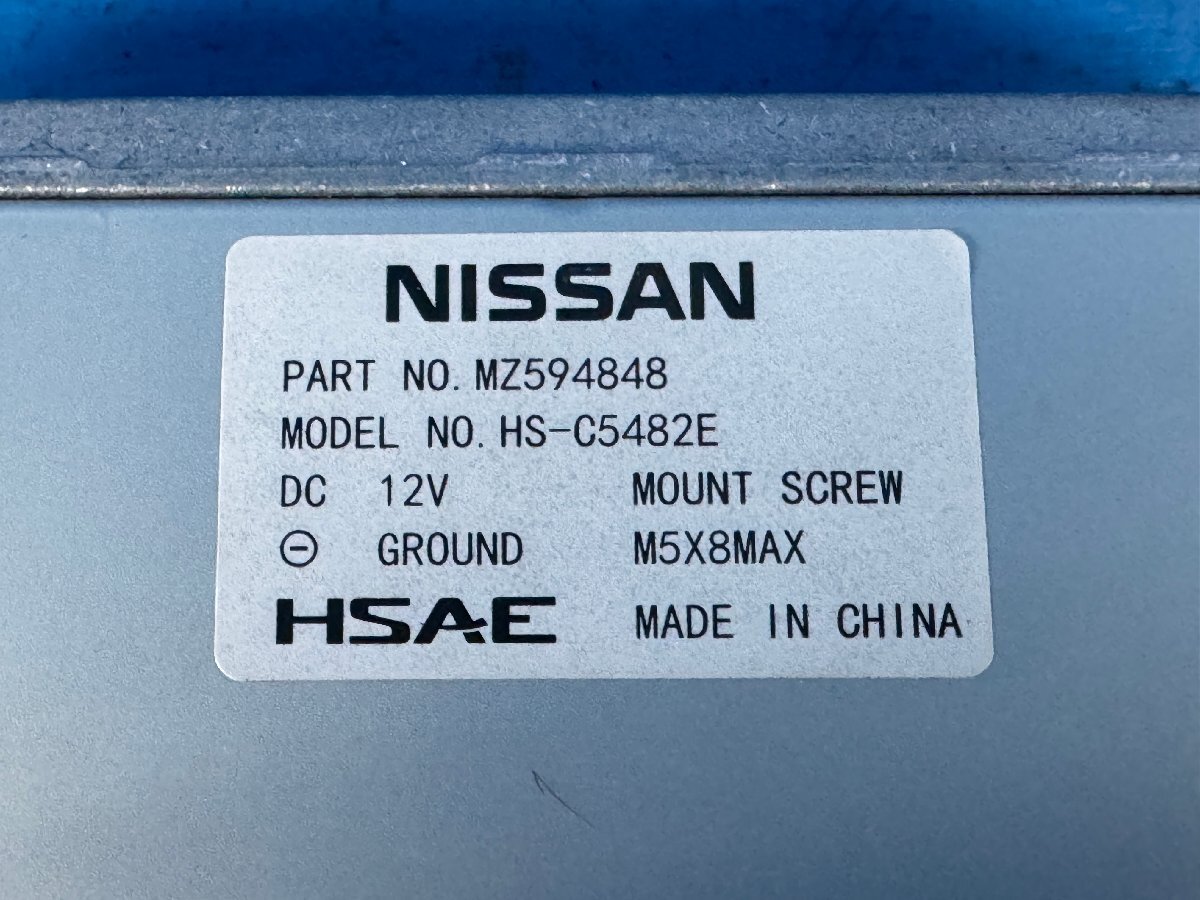 NISSAN
PART NO. MZ594848
MODEL NO. HS-C5482E
DC 12V MOUNT SCREW
⊖ GROUND M5X8MAX
HSAE MADE IN CHINA